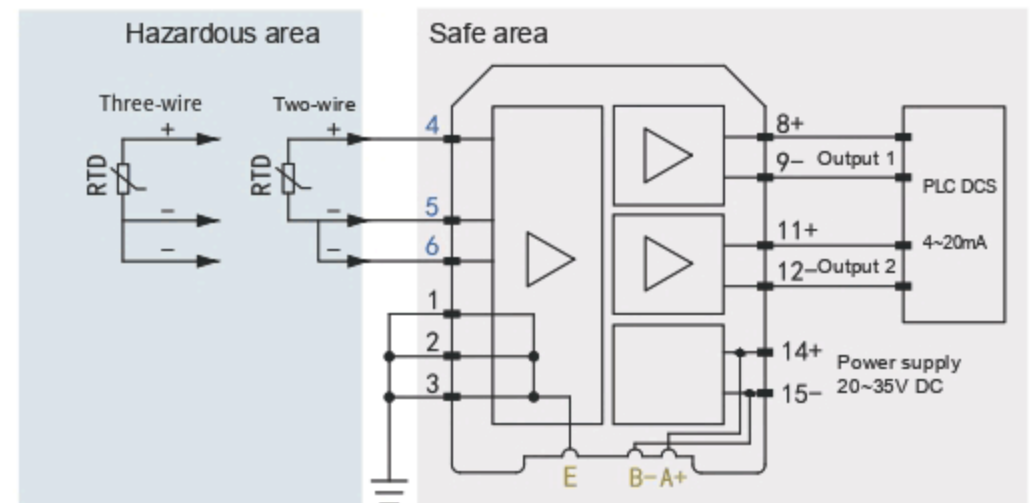 Hazardous area
Safe area
Three-wire
Two-wire
+
+
RTD
RTD
−
−
−
−
4
5
6
1
2
3
8+
9− Output 1
11+
12− Output 2
14+
15−
Power supply
20~35V DC
PLC DCS
4~20mA
E
B− A+